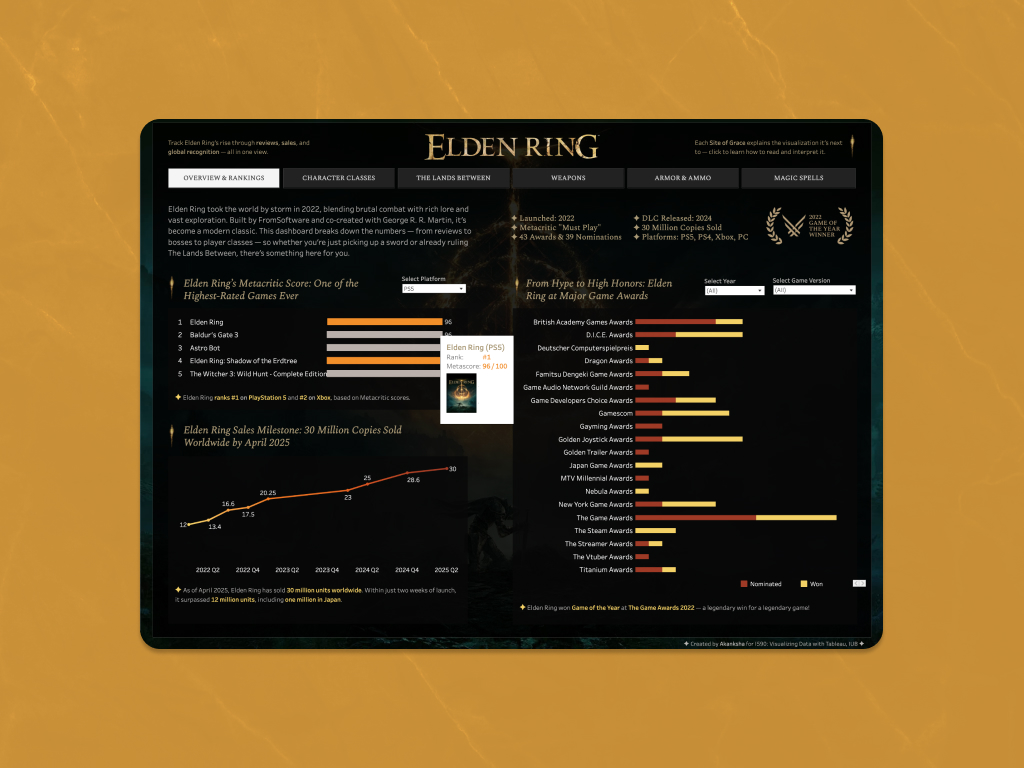 Track Elden Ring's rise through reviews, sales, and
global recognition — all in one view.
ELDEN RING
Each Site of Grace explains the visualization it's next
to — click to learn how to read and interpret it.
OVERVIEW & RANKINGS
CHARACTER CLASSES
THE LANDS BETWEEN
WEAPONS
ARMOR & AMMO
MAGIC SPELLS
Elden Ring took the world by storm in 2022, blending brutal combat with rich lore and
vast exploration. Built by FromSoftware and co-created with George R. R. Martin, it's
become a modern classic. This dashboard breaks down the numbers — from reviews to
bosses to player classes — so whether you're just picking up a sword or already ruling
The Lands Between, there's something here for you.
Launched: 2022
Metacritic "Must Play"
43 Awards & 39 Nominations
DLC Released: 2024
30 Million Copies Sold
Platforms: PS5, PS4, Xbox, PC
2022
GAME OF
THE YEAR
WINNER
Elden Ring's Metacritic Score: One of the
Highest-Rated Games Ever
Select Platform
PS5
1 Elden Ring 96
2 Baldur's Gate 3
3 Astro Bot
4 Elden Ring: Shadow of the Erdtree
5 The Witcher 3: Wild Hunt - Complete Edition
Elden Ring (PS5)
Rank: #1
Metascore: 96 / 100
ELDEN RING
Elden Ring ranks #1 on PlayStation 5 and #2 on Xbox, based on Metacritic scores.
Elden Ring Sales Milestone: 30 Million Copies Sold
Worldwide by April 2025
12
13.4
16.6
17.5
20.25
23
25
28.6
30
2022 Q2
2022 Q4
2023 Q2
2023 Q4
2024 Q2
2024 Q4
2025 Q2
As of April 2025, Elden Ring has sold 30 million units worldwide. Within just two weeks of launch,
it surpassed 12 million units, including one million in Japan.
From Hype to High Honors: Elden
Ring at Major Game Awards
Select Year
(All)
Select Game Version
(All)
British Academy Games Awards
D.I.C.E. Awards
Deutscher Computerspielpreis
Dragon Awards
Famitsu Dengeki Game Awards
Game Audio Network Guild Awards
Game Developers Choice Awards
Gamescom
Gayming Awards
Golden Joystick Awards
Golden Trailer Awards
Japan Game Awards
MTV Millennial Awards
Nebula Awards
New York Game Awards
The Game Awards
The Steam Awards
The Streamer Awards
The Vtuber Awards
Titanium Awards
Nominated
Won
Elden Ring won Game of the Year at The Game Awards 2022 — a legendary win for a legendary game!
Created by Akanksha for I590: Visualizing Data with Tableau, IUB